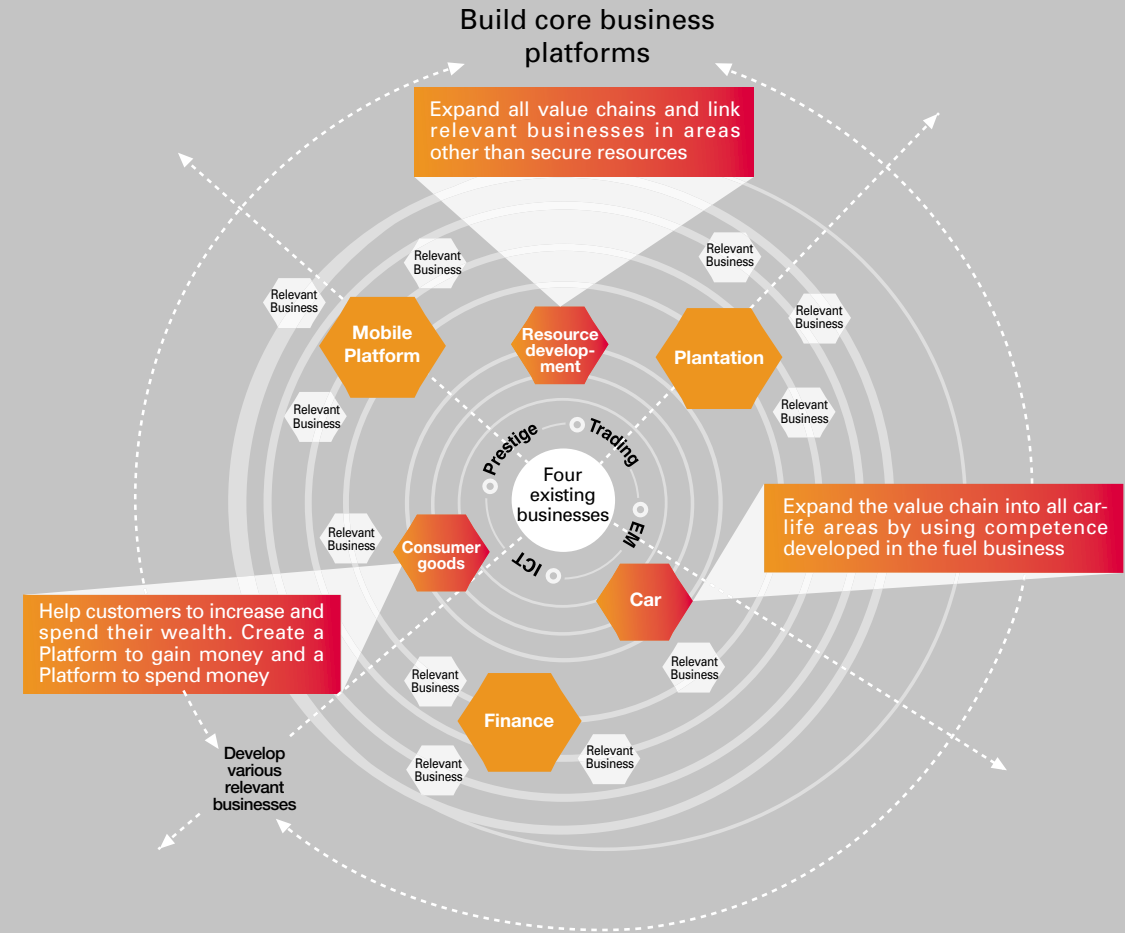 Build core business
platforms
Expand all value chains and link
relevant businesses in areas
other than secure resources
Relevant
Business
Relevant
Business
Relevant
Business
Relevant
Business
Mobile
Platform
Resource
develop-
ment
Plantation
Relevant
Business
Relevant
Business
Prestige
Trading
Four
existing
businesses
EM
ICT
Expand the value chain into all car-
life areas by using competence
developed in the fuel business
Relevant
Business
Consumer
goods
Car
Help customers to increase and
spend their wealth. Create a
Platform to gain money and a
Platform to spend money
Relevant
Business
Relevant
Business
Finance
Relevant
Business
Relevant
Business
Develop
various
relevant
businesses